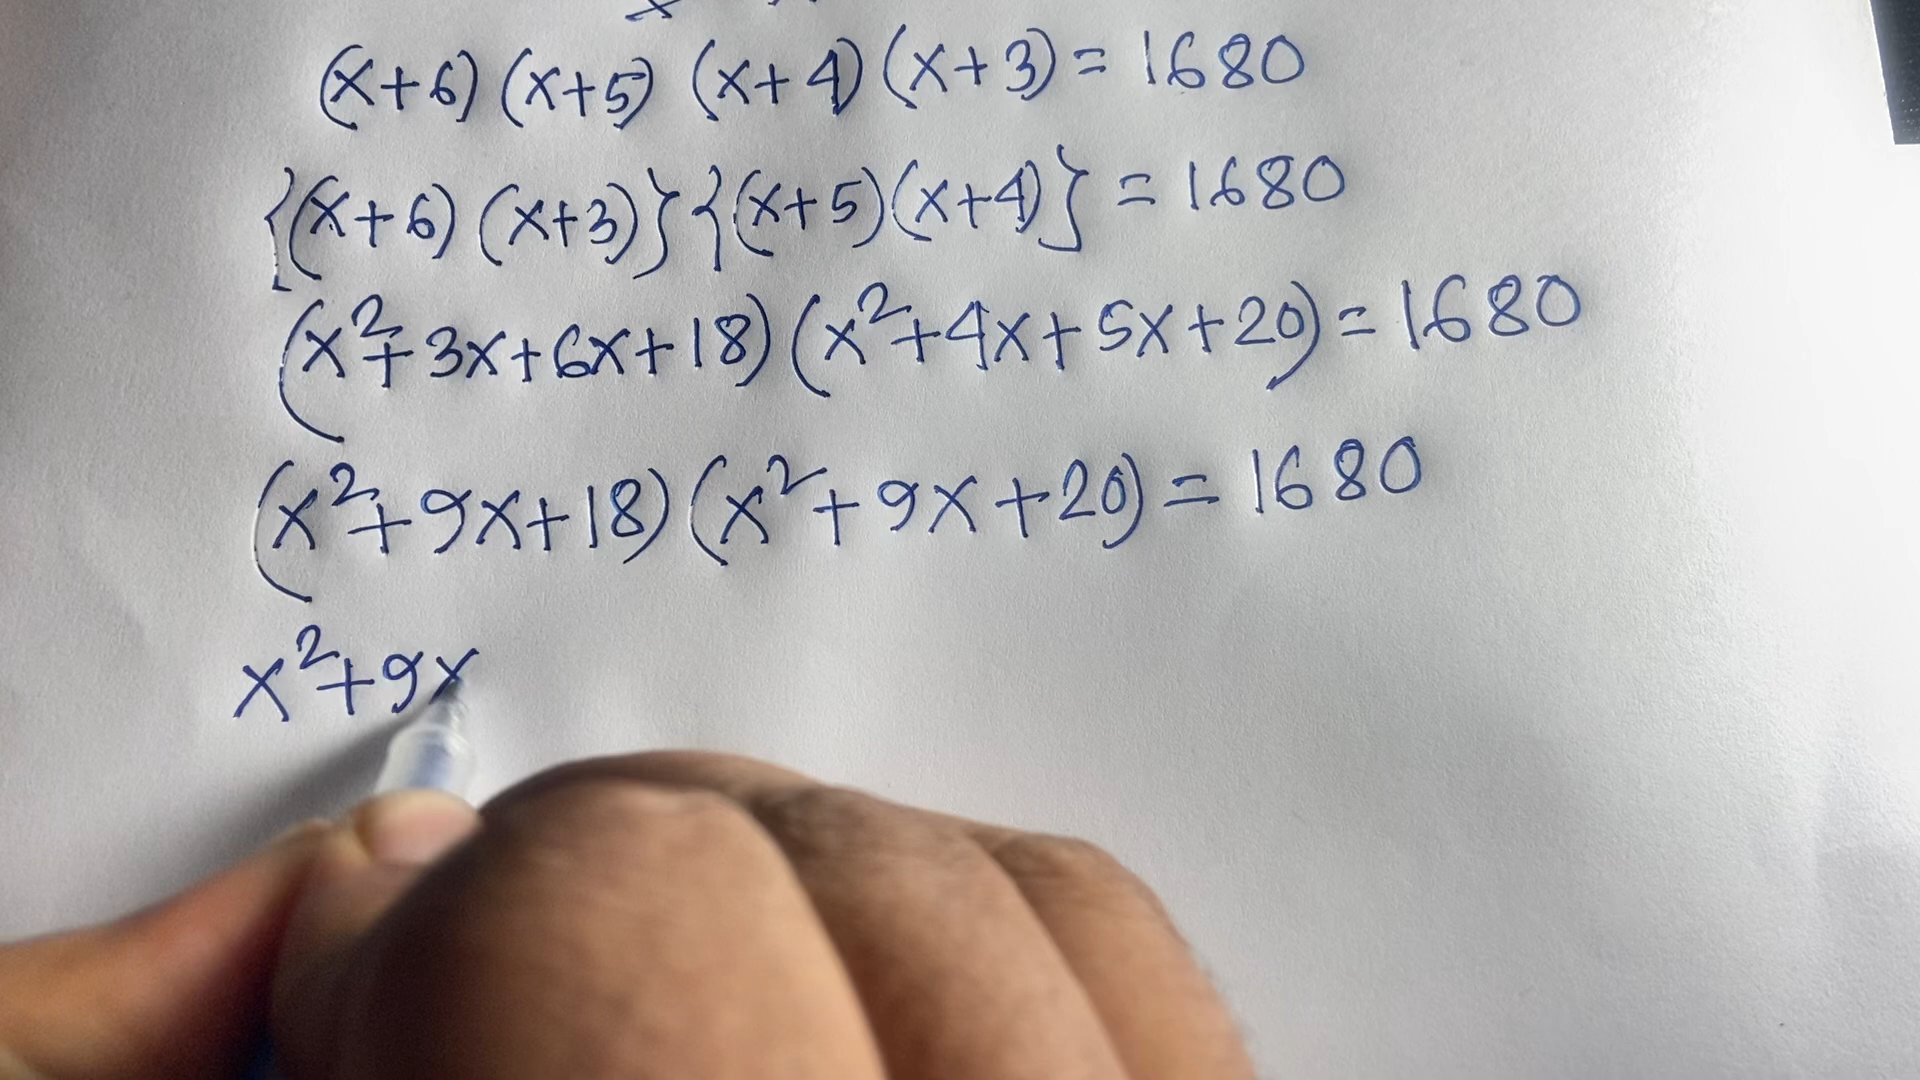 (x+6)(x+5)(x+4)(x+3)=1680
{(x+6)(x+3)}{(x+5)(x+4)}=1680
(x²+3x+6x+18)(x²+4x+5x+20)=1680
(x²+9x+18)(x²+9x+20)=1680
x²+9x